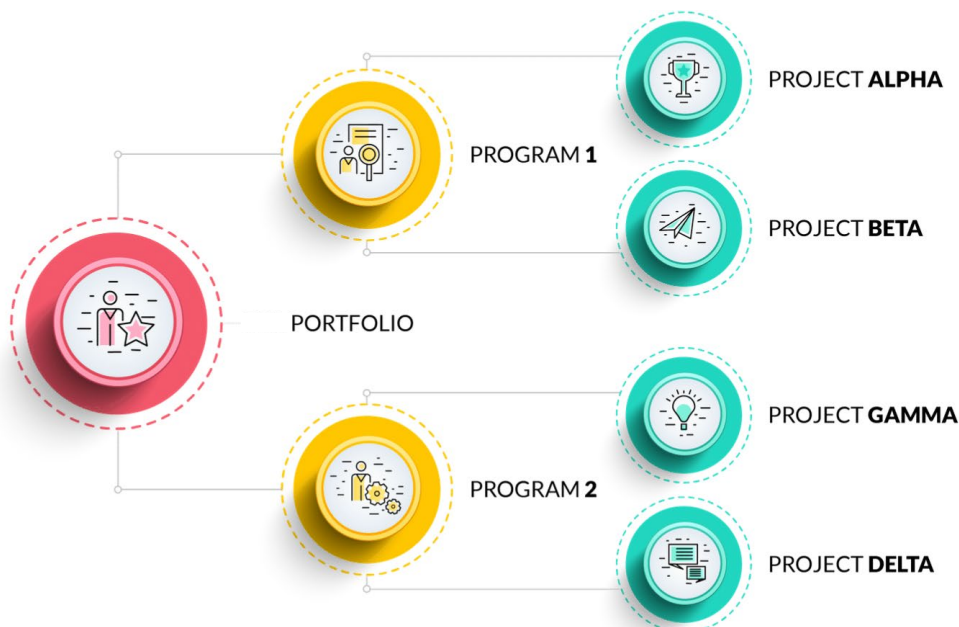 PROJECT ALPHA
PROGRAM 1
PROJECT BETA
PORTFOLIO
PROJECT GAMMA
PROGRAM 2
PROJECT DELTA